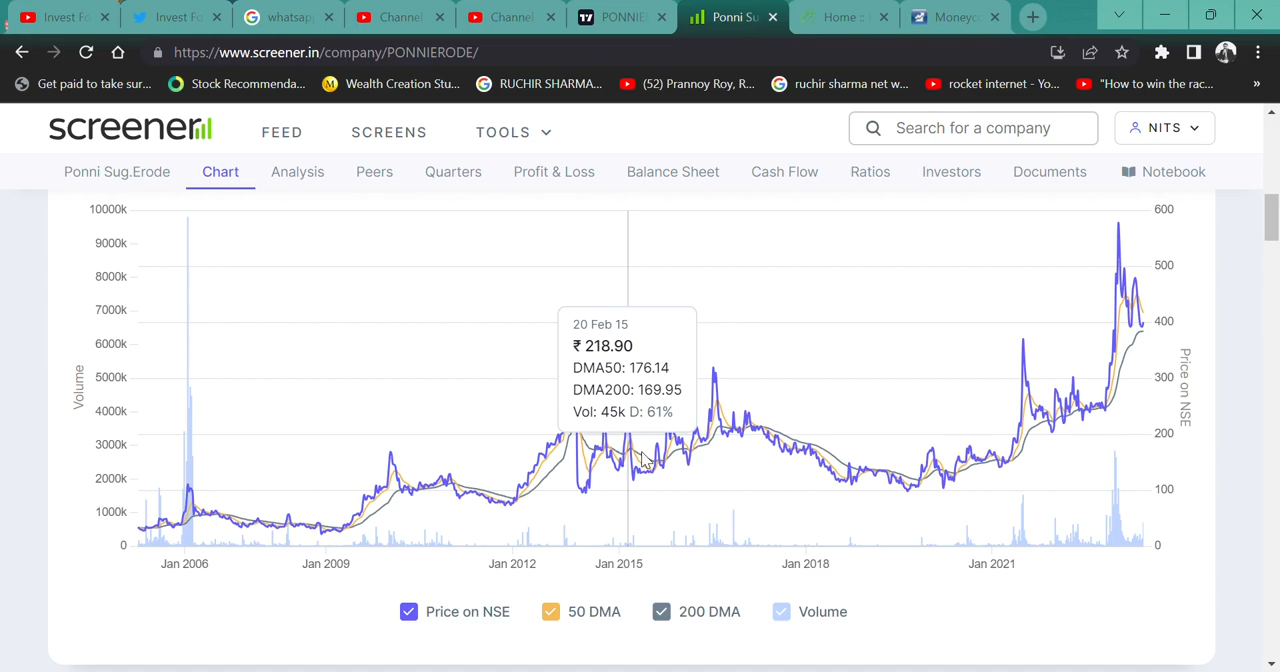 Invest Fo
Invest Fo
whatsap
Channel
Channel
PONNIE
Ponni Su
Home ::
Moneyco
https://www.screener.in/company/PONNIERODE/
Get paid to take sur...
Stock Recommenda...
Wealth Creation Stu...
RUCHIR SHARMA...
(52) Prannoy Roy, R...
ruchir sharma net w...
rocket internet - Yo...
"How to win the rac...
»
screener
FEED
SCREENS
TOOLS
Search for a company
NITS
Ponni Sug.Erode
Chart
Analysis
Peers
Quarters
Profit & Loss
Balance Sheet
Cash Flow
Ratios
Investors
Documents
Notebook
10000k
9000k
8000k
7000k
6000k
5000k
4000k
3000k
2000k
1000k
0
Volume
20 Feb 15
₹ 218.90
DMA50: 176.14
DMA200: 169.95
Vol: 45k D: 61%
600
500
400
300
200
100
0
Price on NSE
Jan 2006
Jan 2009
Jan 2012
Jan 2015
Jan 2018
Jan 2021
Price on NSE
50 DMA
200 DMA
Volume